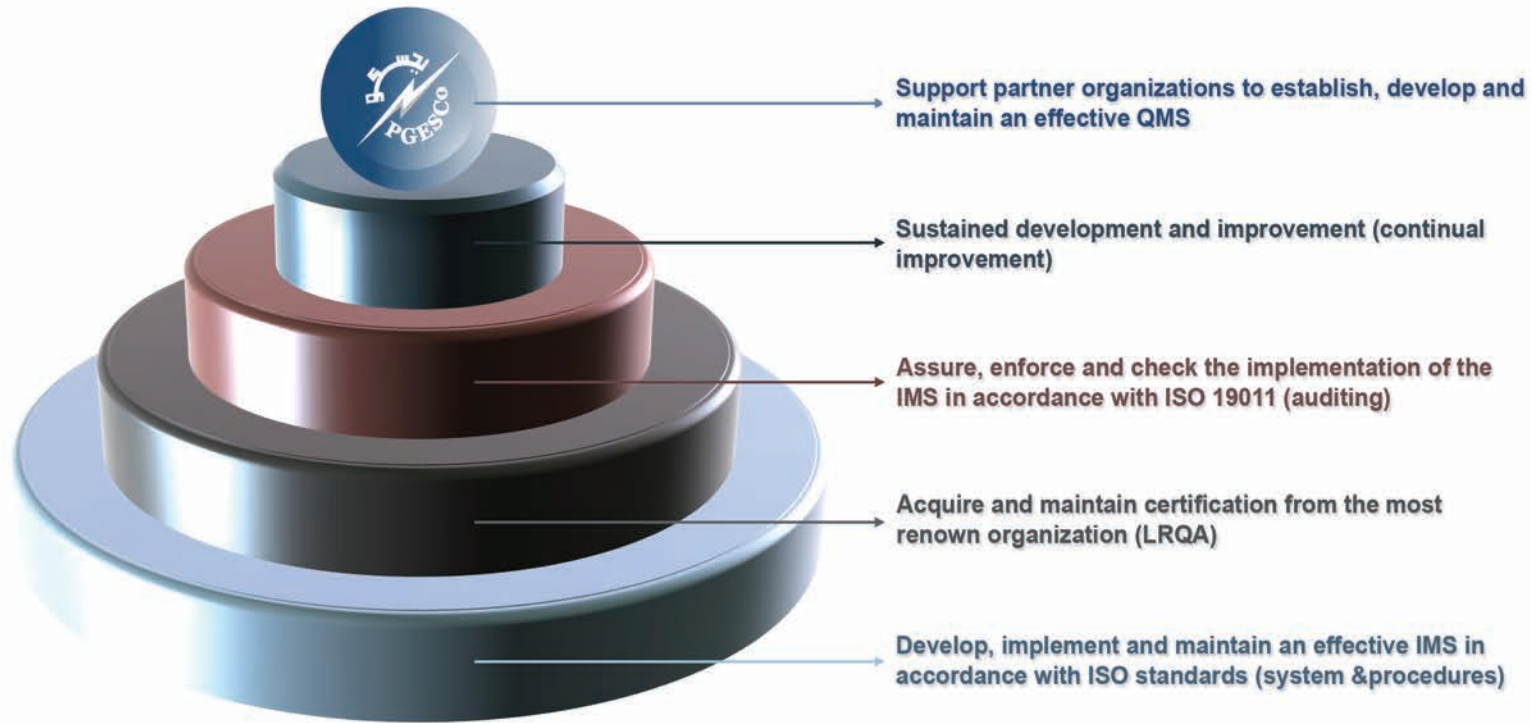 بجسكو
PGESCo
Support partner organizations to establish, develop and
maintain an effective QMS
Sustained development and improvement (continual
improvement)
Assure, enforce and check the implementation of the
IMS in accordance with ISO 19011 (auditing)
Acquire and maintain certification from the most
renown organization (LRQA)
Develop, implement and maintain an effective IMS in
accordance with ISO standards (system &procedures)